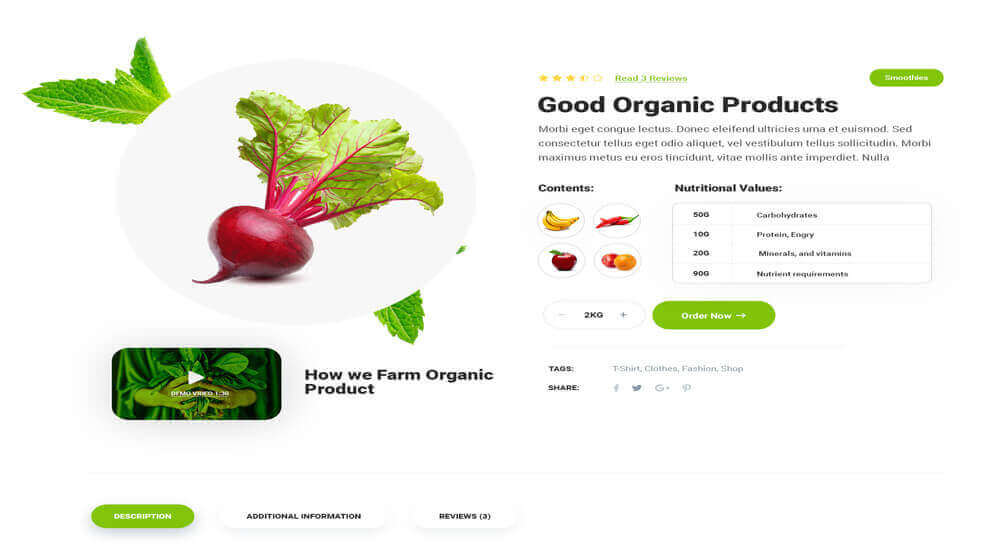 Read 3 Reviews
Smoothies
Good Organic Products
Morbi eget congue lectus. Donec eleifend ultricies urna et euismod. Sed
consectetur tellus eget odio aliquet, vel vestibulum tellus sollicitudin. Morbi
maximus metus eu eros tincidunt, vitae mollis ante imperdiet. Nulla
Contents:
Nutritional Values:
50G Carbohydrates
10G Protein, Engry
20G Minerals, and vitamins
90G Nutrient requirements
− 2KG +
Order Now →
DEMO VIDEO 1:30
How we Farm Organic
Product
TAGS: T-Shirt, Clothes, Fashion, Shop
SHARE:
DESCRIPTION
ADDITIONAL INFORMATION
REVIEWS (3)